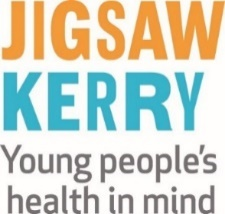 JIGSAW
KERRY
Young people's
health in mind